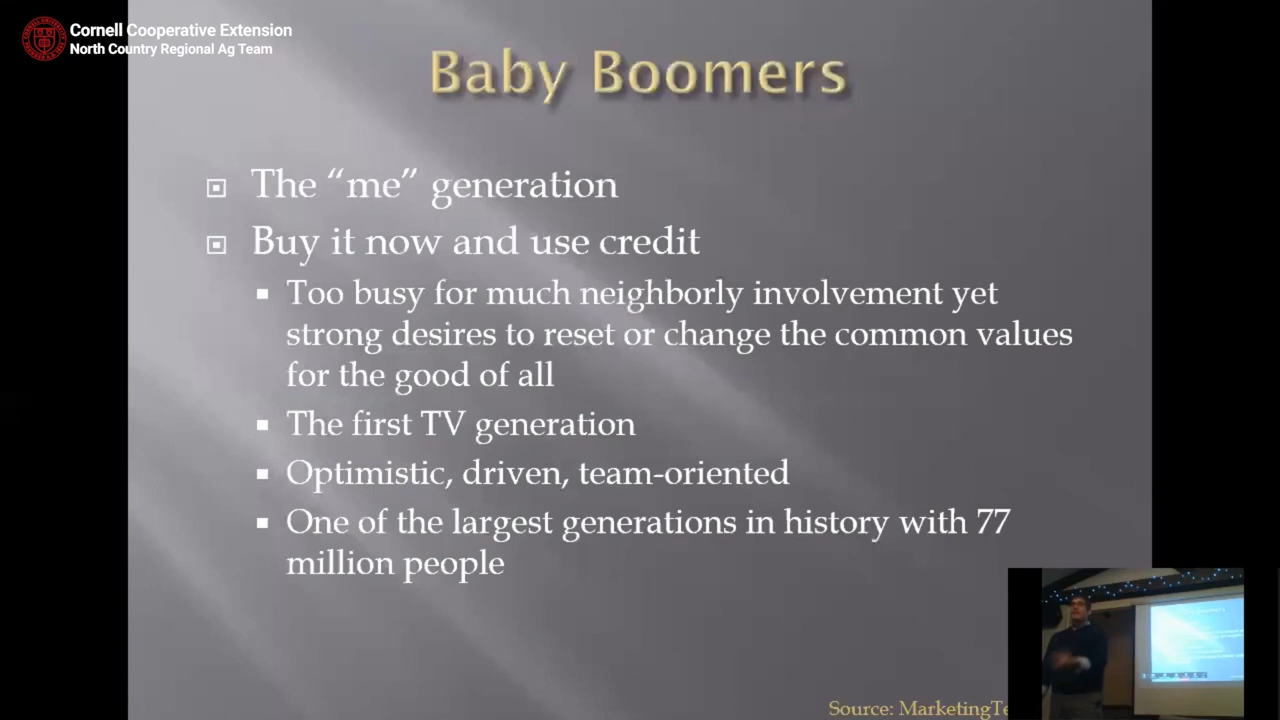 Cornell Cooperative Extension
North Country Regional Ag Team
Baby Boomers
The “me” generation
Buy it now and use credit
Too busy for much neighborly involvement yet
strong desires to reset or change the common values
for the good of all
The first TV generation
Optimistic, driven, team-oriented
One of the largest generations in history with 77
million people
Source: